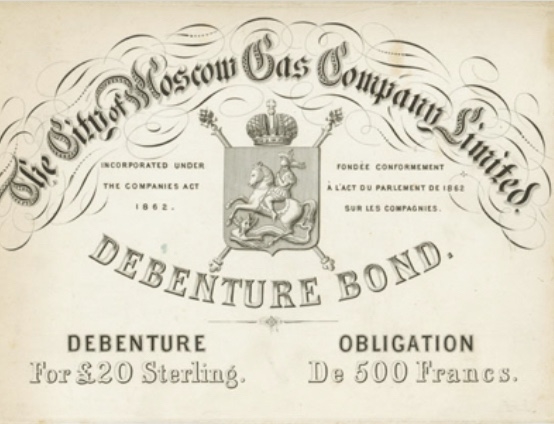 The City of Moscow Gas Company Limited.
INCORPORATED UNDER
THE COMPANIES ACT
1862.
FONDÉE CONFORMEMENT
À L'ACT DU PARLEMENT DE 1862
SUR LES COMPAGNIES.
DEBENTURE BOND.
DEBENTURE
For £20 Sterling.
OBLIGATION
De 500 Francs.